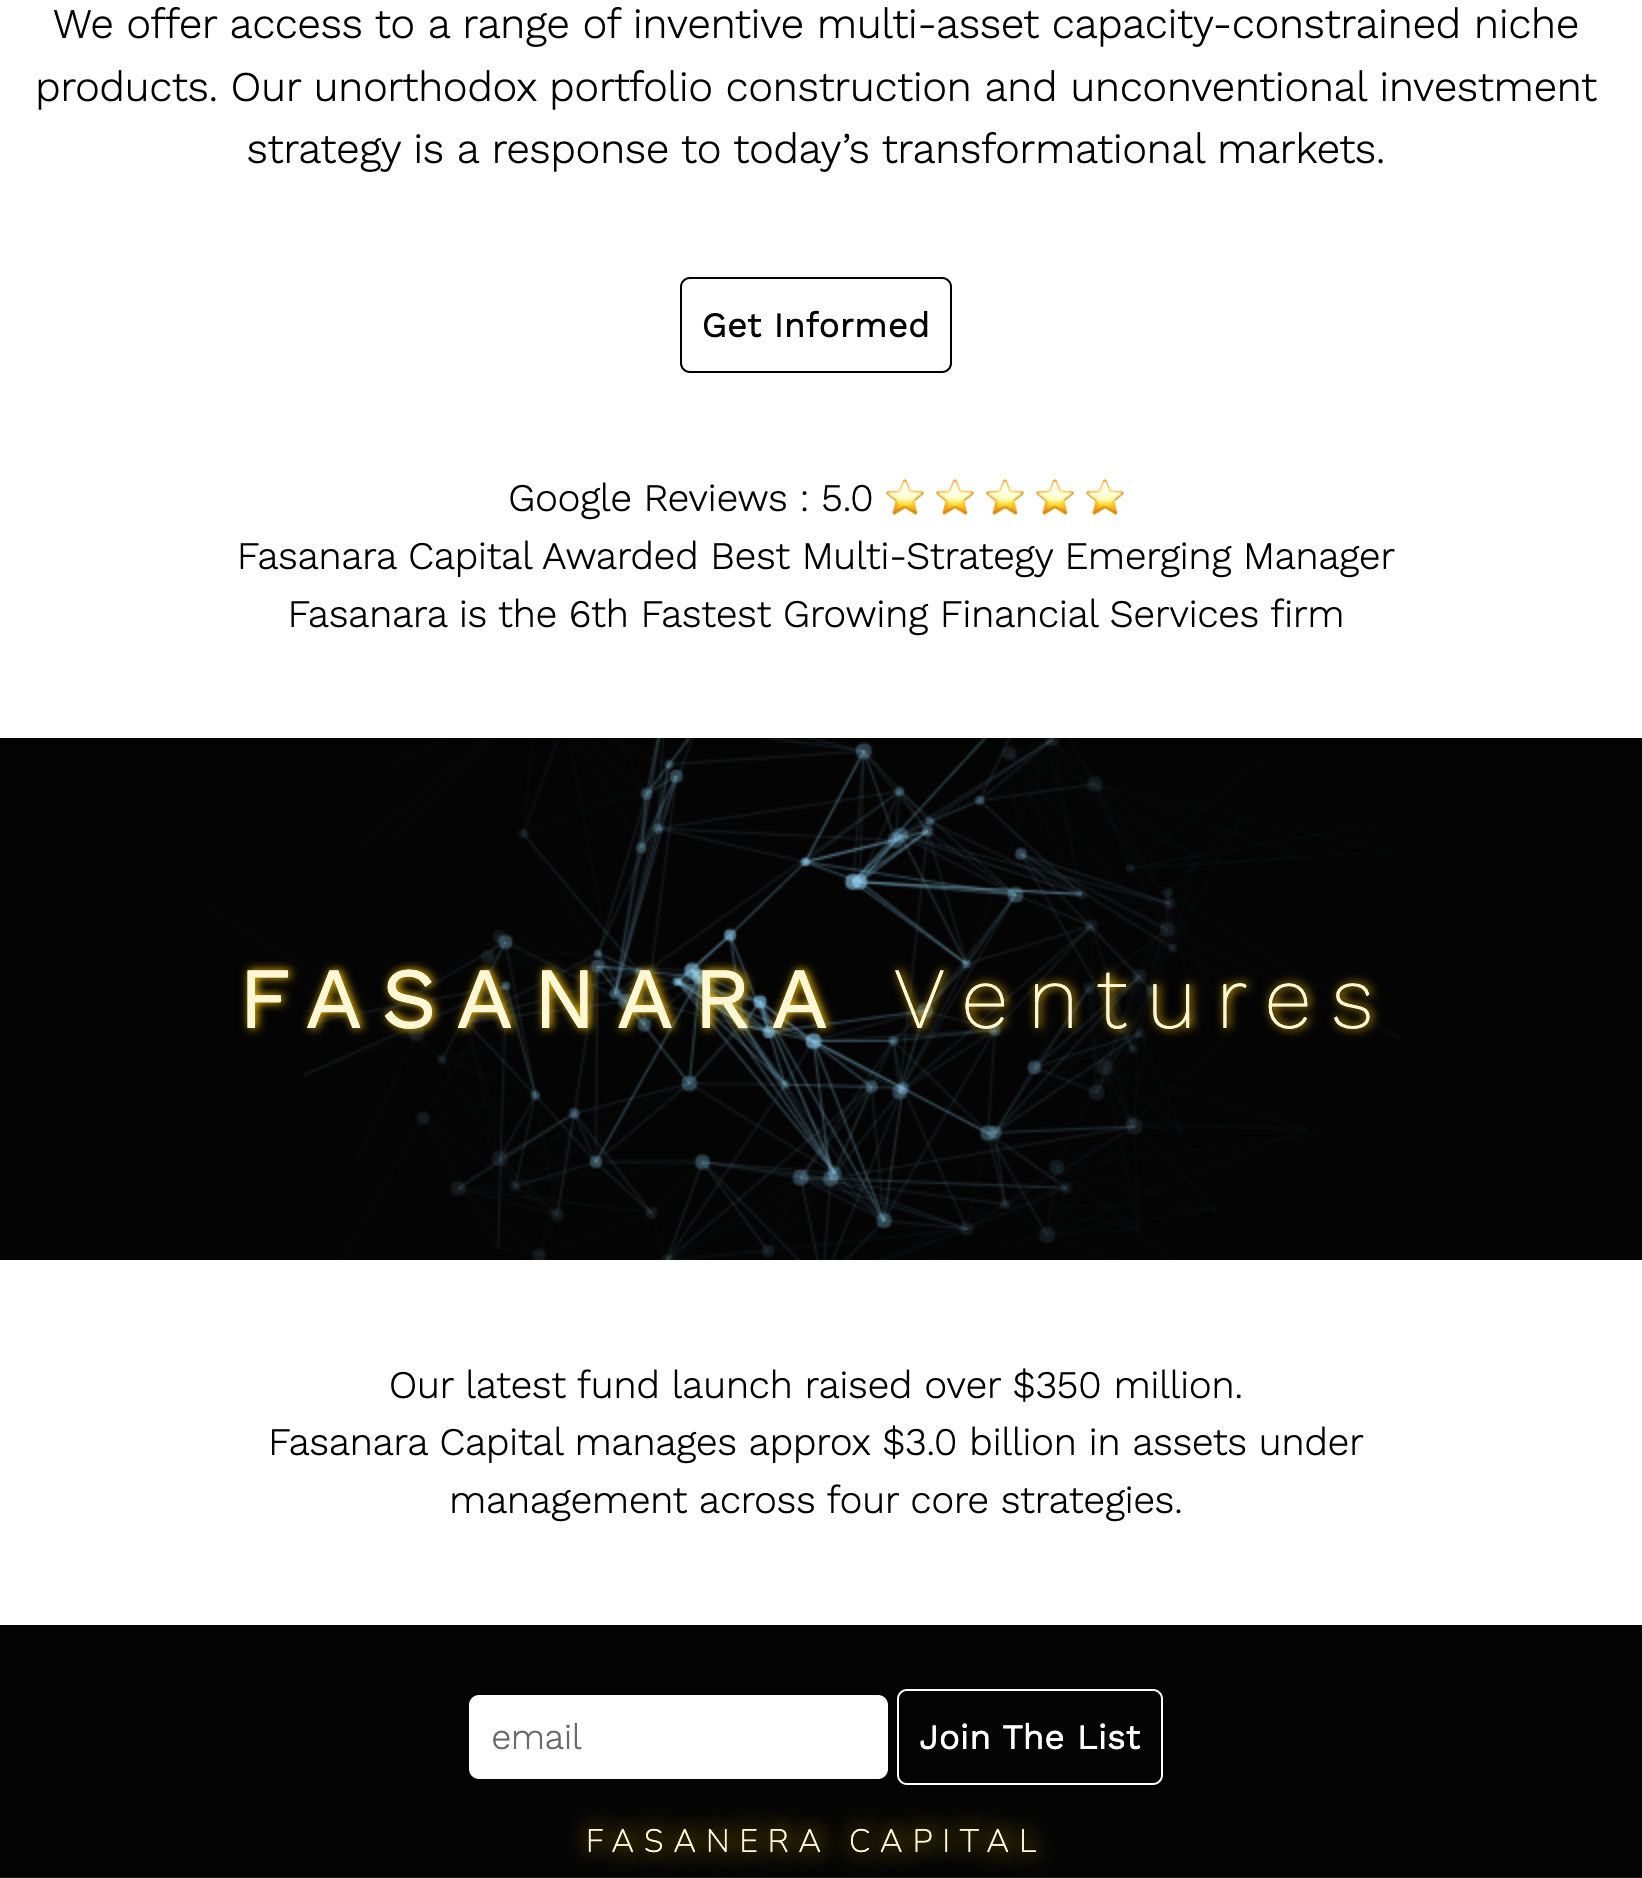 We offer access to a range of inventive multi-asset capacity-constrained niche
products. Our unorthodox portfolio construction and unconventional investment
strategy is a response to today’s transformational markets.
Get Informed
Google Reviews : 5.0 ⭐⭐⭐⭐⭐
Fasanara Capital Awarded Best Multi-Strategy Emerging Manager
Fasanara is the 6th Fastest Growing Financial Services firm
FASANARA Ventures
Our latest fund launch raised over $350 million.
Fasanara Capital manages approx $3.0 billion in assets under
management across four core strategies.
email
Join The List
FASANERA CAPITAL